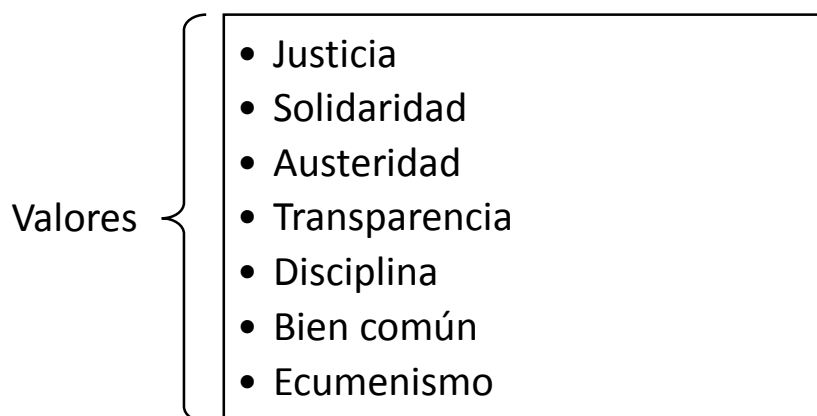 Valores
• Justicia
• Solidaridad
• Austeridad
• Transparencia
• Disciplina
• Bien común
• Ecumenismo